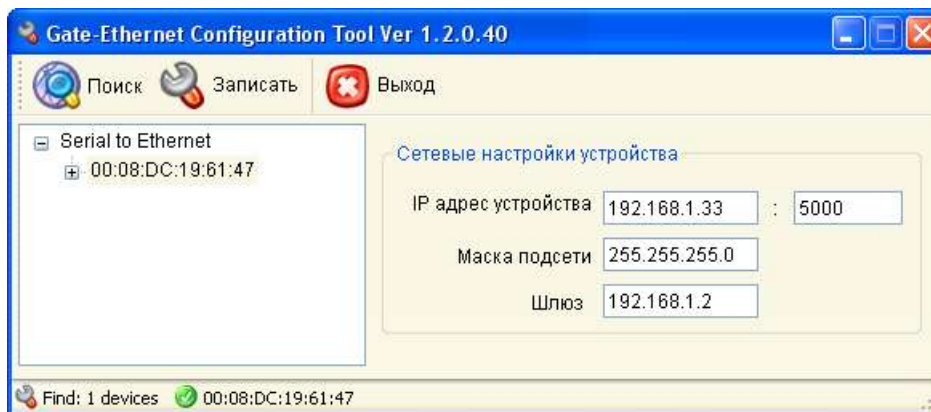 Gate-Ethernet Configuration Tool Ver 1.2.0.40
Поиск Записать Выход
Serial to Ethernet
00:08:DC:19:61:47
Сетевые настройки устройства
IP адрес устройства 192.168.1.33 : 5000
Маска подсети 255.255.255.0
Шлюз 192.168.1.2
Find: 1 devices 00:08:DC:19:61:47